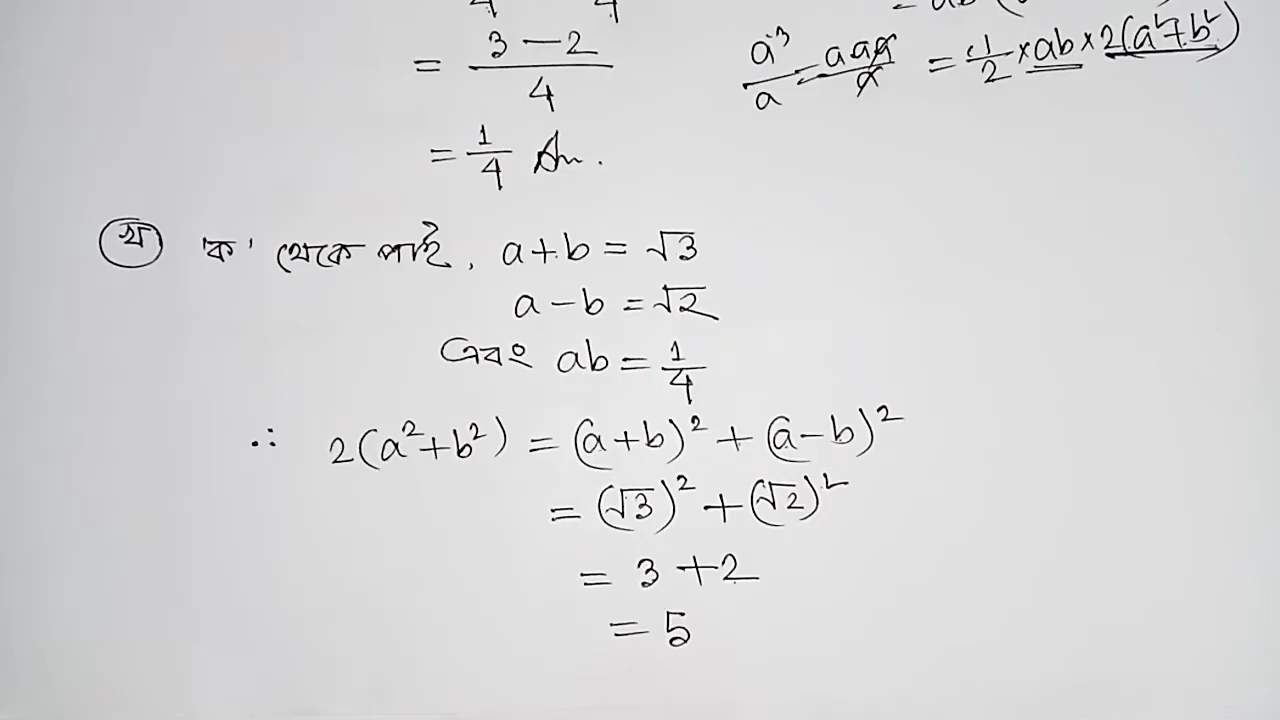 = 3 - 2 / 4
= 1/4 Ans.
a³/a = aaa/a = 1/2 × ab × 2(a²+b²)
খ 'ক' থেকে পাই, a+b = √3
a-b = √2
এবং ab = 1/4
∴ 2(a²+b²) = (a+b)² + (a-b)²
= (√3)² + (√2)²
= 3 + 2
= 5